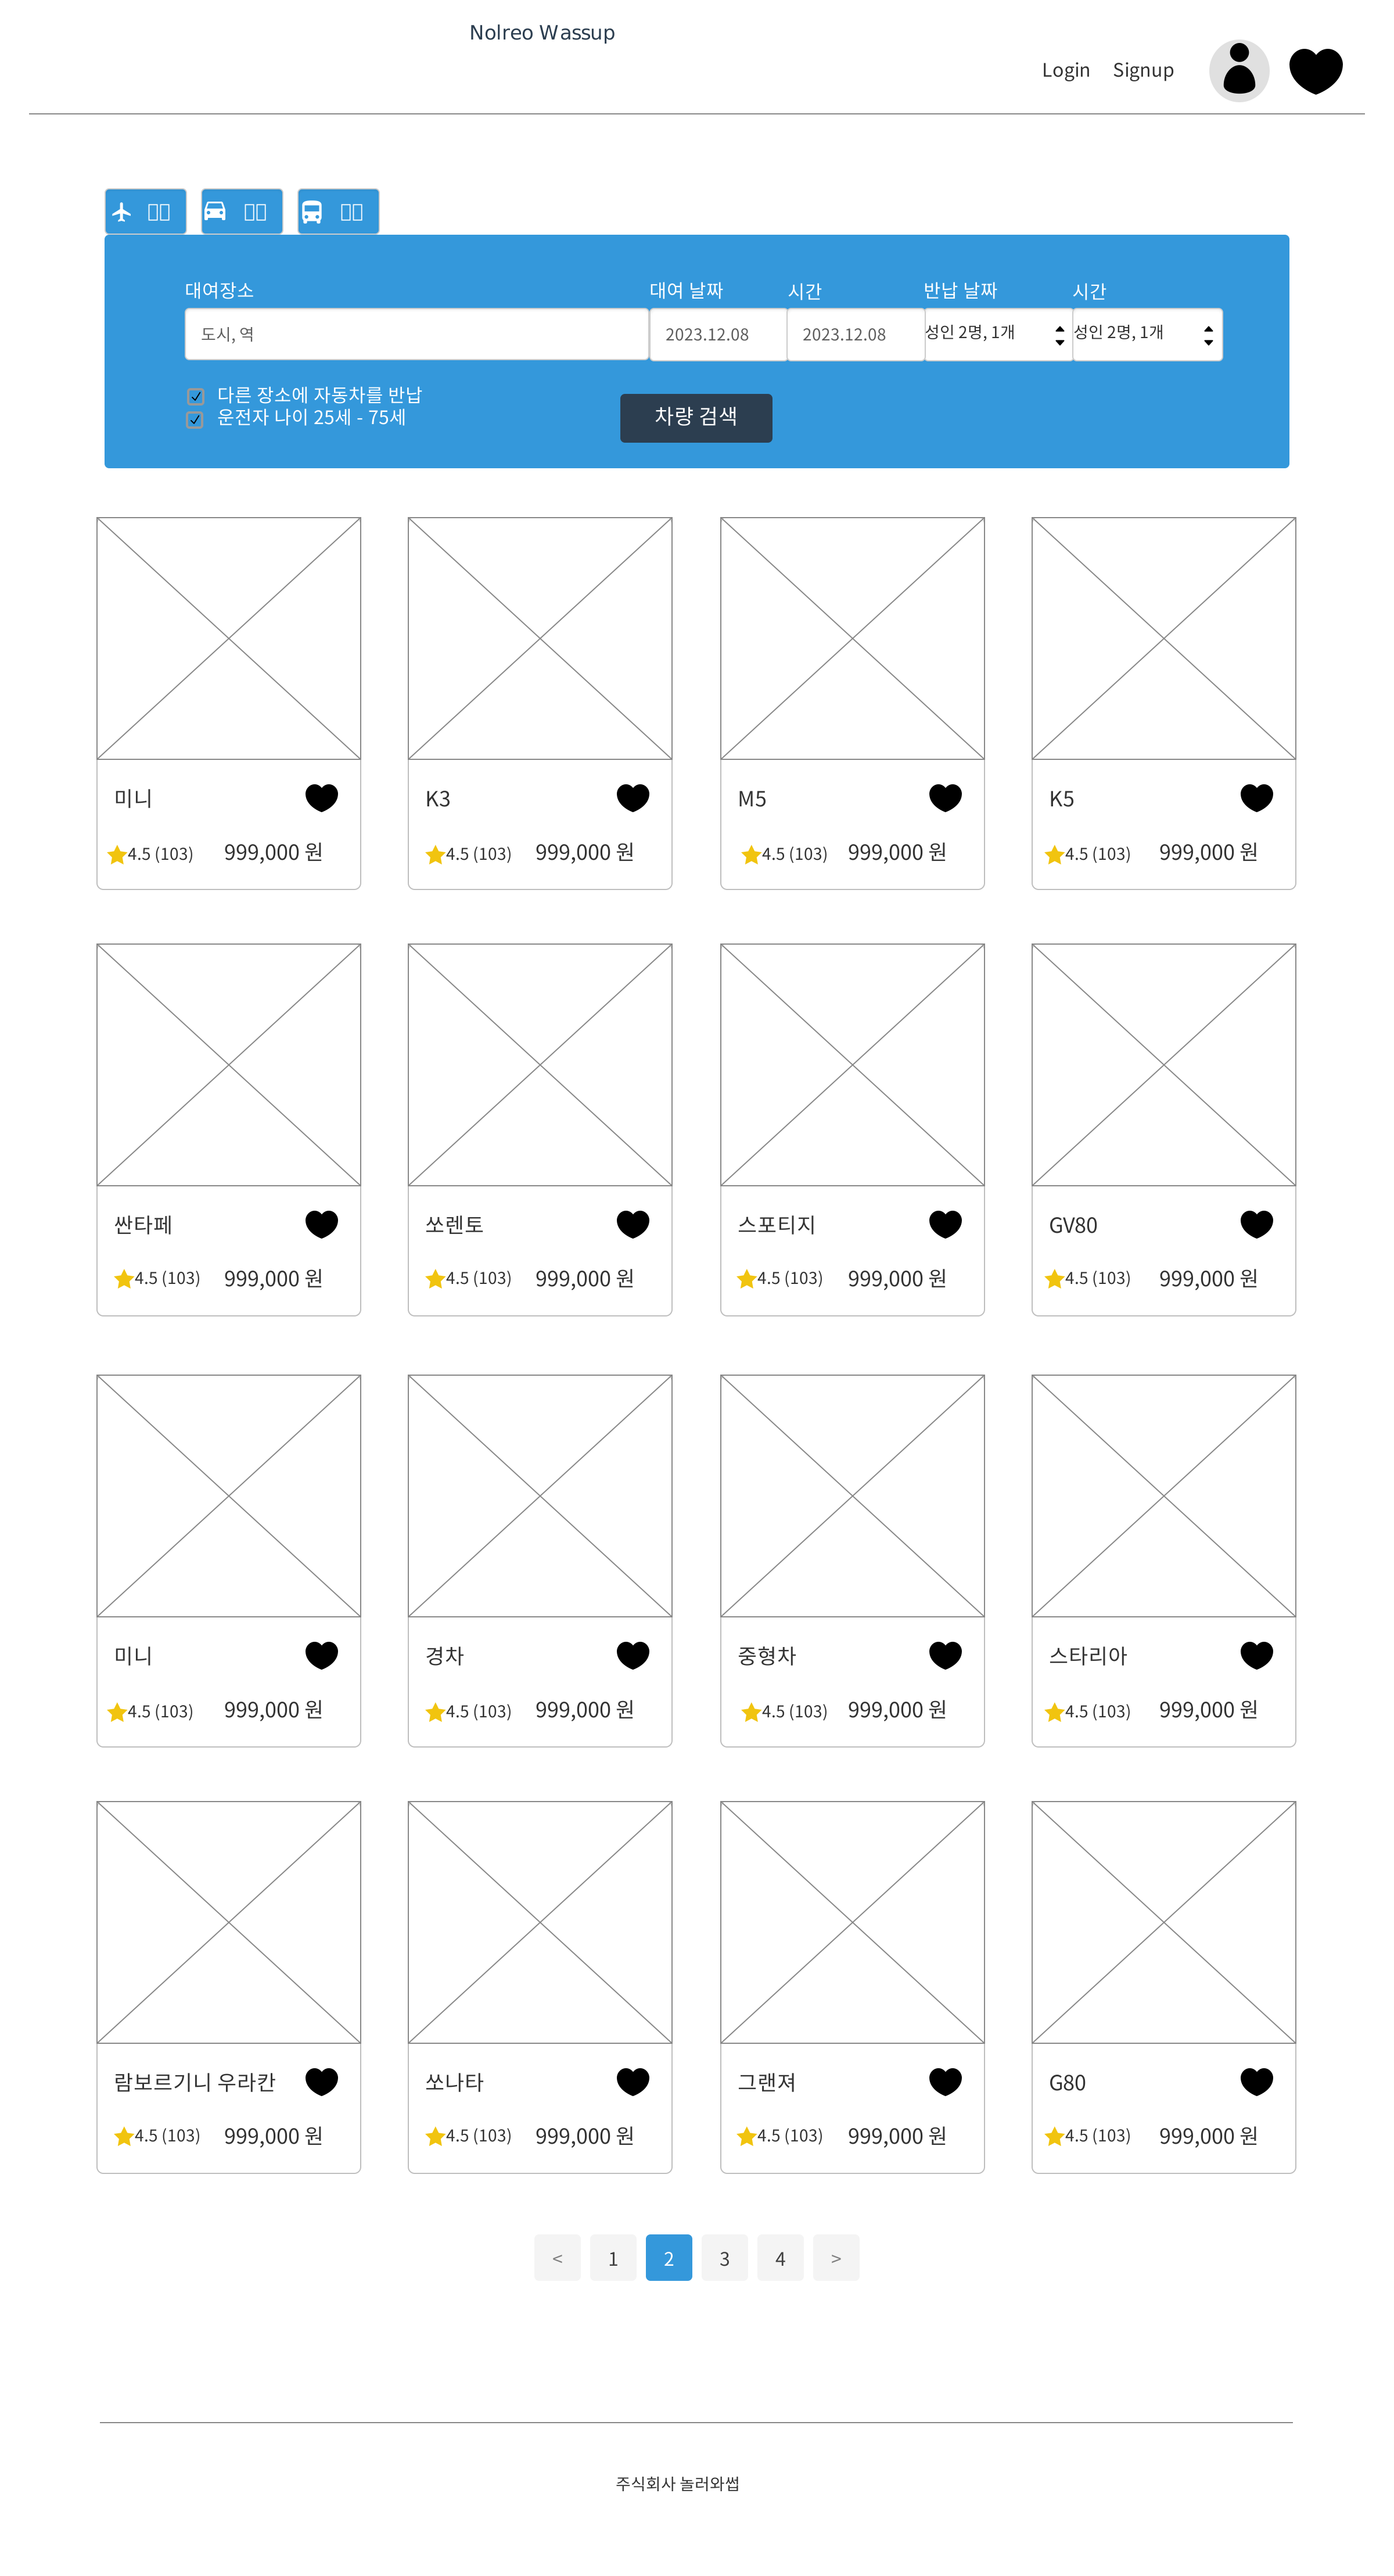 Nolreo Wassup
Login Signup
대여장소 대여 날짜 시간 반납 날짜 시간
도시, 역 2023.12.08 2023.12.08 성인 2명, 1개 성인 2명, 1개
다른 장소에 자동차를 반납
운전자 나이 25세 - 75세
차량 검색
미니 K3 M5 K5
4.5 (103) 999,000 원 4.5 (103) 999,000 원 4.5 (103) 999,000 원 4.5 (103) 999,000 원
싼타페 쏘렌토 스포티지 GV80
4.5 (103) 999,000 원 4.5 (103) 999,000 원 4.5 (103) 999,000 원 4.5 (103) 999,000 원
미니 경차 중형차 스타리아
4.5 (103) 999,000 원 4.5 (103) 999,000 원 4.5 (103) 999,000 원 4.5 (103) 999,000 원
람보르기니 우라칸 쏘나타 그랜져 G80
4.5 (103) 999,000 원 4.5 (103) 999,000 원 4.5 (103) 999,000 원 4.5 (103) 999,000 원
< 1 2 3 4 >
주식회사 놀러와썹